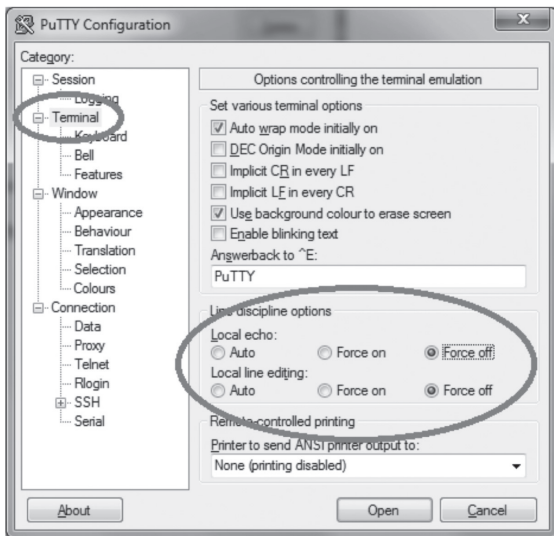 PuTTY Configuration
Category:
Session
Logging
Terminal
Keyboard
Bell
Features
Window
Appearance
Behaviour
Translation
Selection
Colours
Connection
Data
Proxy
Telnet
Rlogin
SSH
Serial
Options controlling the terminal emulation
Set various terminal options
Auto wrap mode initially on
DEC Origin Mode initially on
Implicit CR in every LF
Implicit LF in every CR
Use background colour to erase screen
Enable blinking text
Answerback to ^E:
PuTTY
Line discipline options
Local echo:
Auto Force on Force off
Local line editing:
Auto Force on Force off
Remote-controlled printing
Printer to send ANSI printer output to:
None (printing disabled)
About Open Cancel